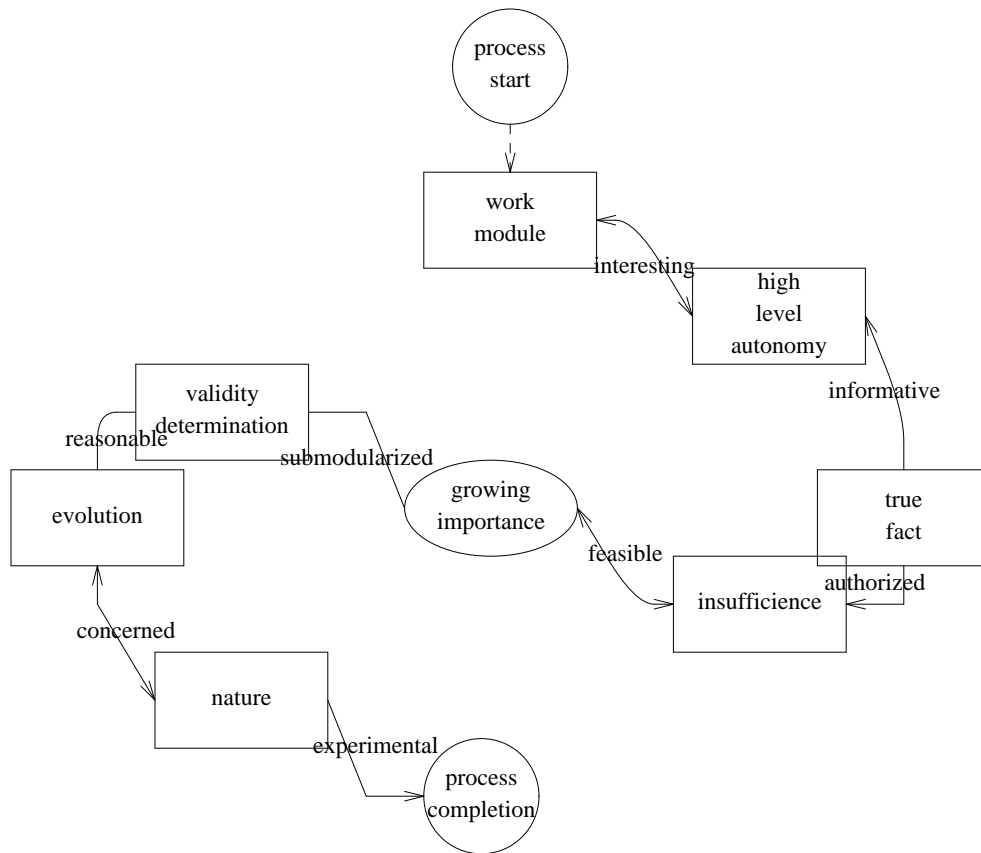 process
start
work
module
interesting
high
level
autonomy
informative
validity
determination
reasonable
submodularized
growing
importance
evolution
true
fact
feasible
authorized
insufficience
concerned
nature
experimental
process
completion